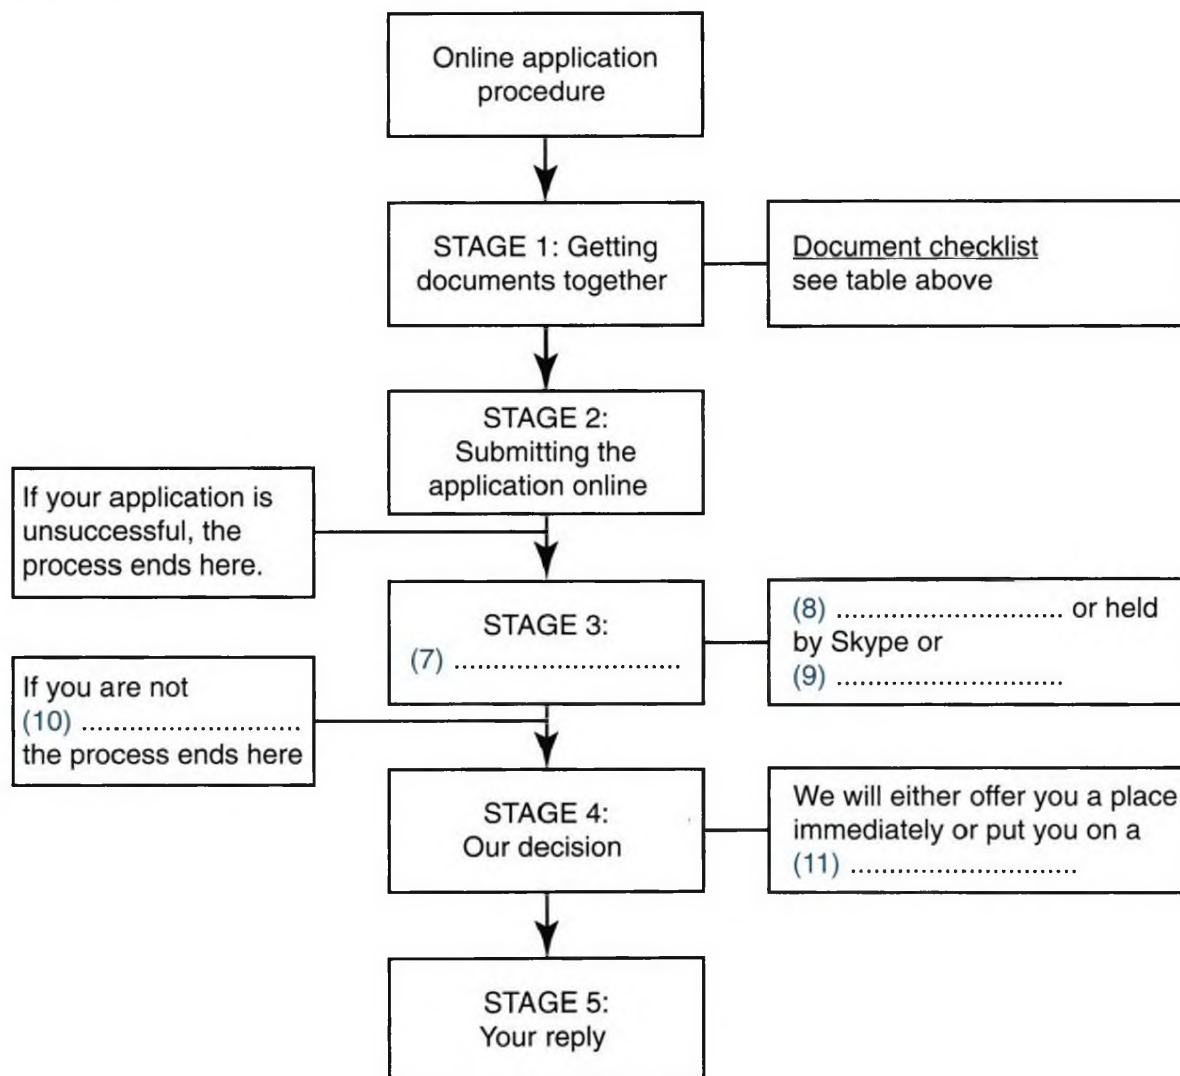 Online application
procedure
STAGE 1: Getting
documents together
Document checklist
see table above
STAGE 2:
Submitting the
application online
If your application is
unsuccessful, the
process ends here.
STAGE 3:
(7) ..............................
(8) .............................. or held
by Skype or
(9) ..............................
If you are not
(10) ..............................
the process ends here
STAGE 4:
Our decision
We will either offer you a place
immediately or put you on a
(11) ..............................
STAGE 5:
Your reply